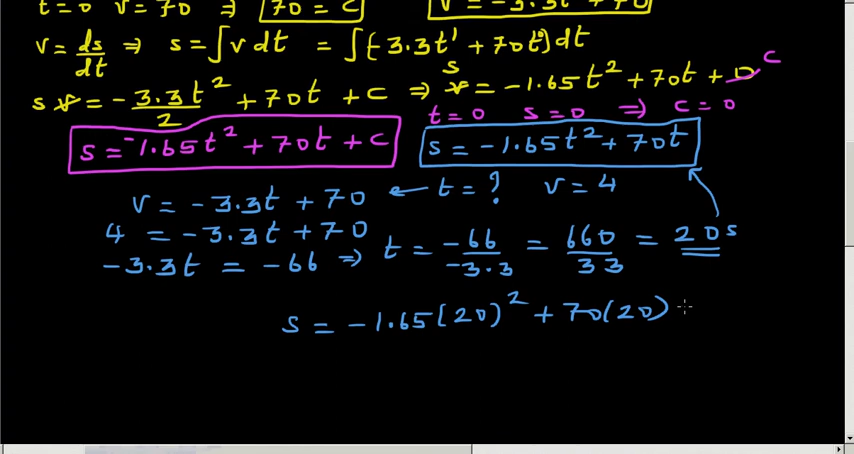 t=0 v=70 ⇒ 70=C v=-3.3t+70
v=ds/dt ⇒ s=∫v dt = ∫(-3.3t¹+70t⁰)dt
s v=-3.3t²/2+70t+C ⇒ s v=-1.65t²+70t+0 C
t=0 s=0 ⇒ C=0
s=-1.65t²+70t+C s=-1.65t²+70t
v=-3.3t+70 ← t=? v=4
4=-3.3t+70
-3.3t=-66 ⇒ t=-66/-3.3=660/33=20s
s=-1.65(20)²+70(20)